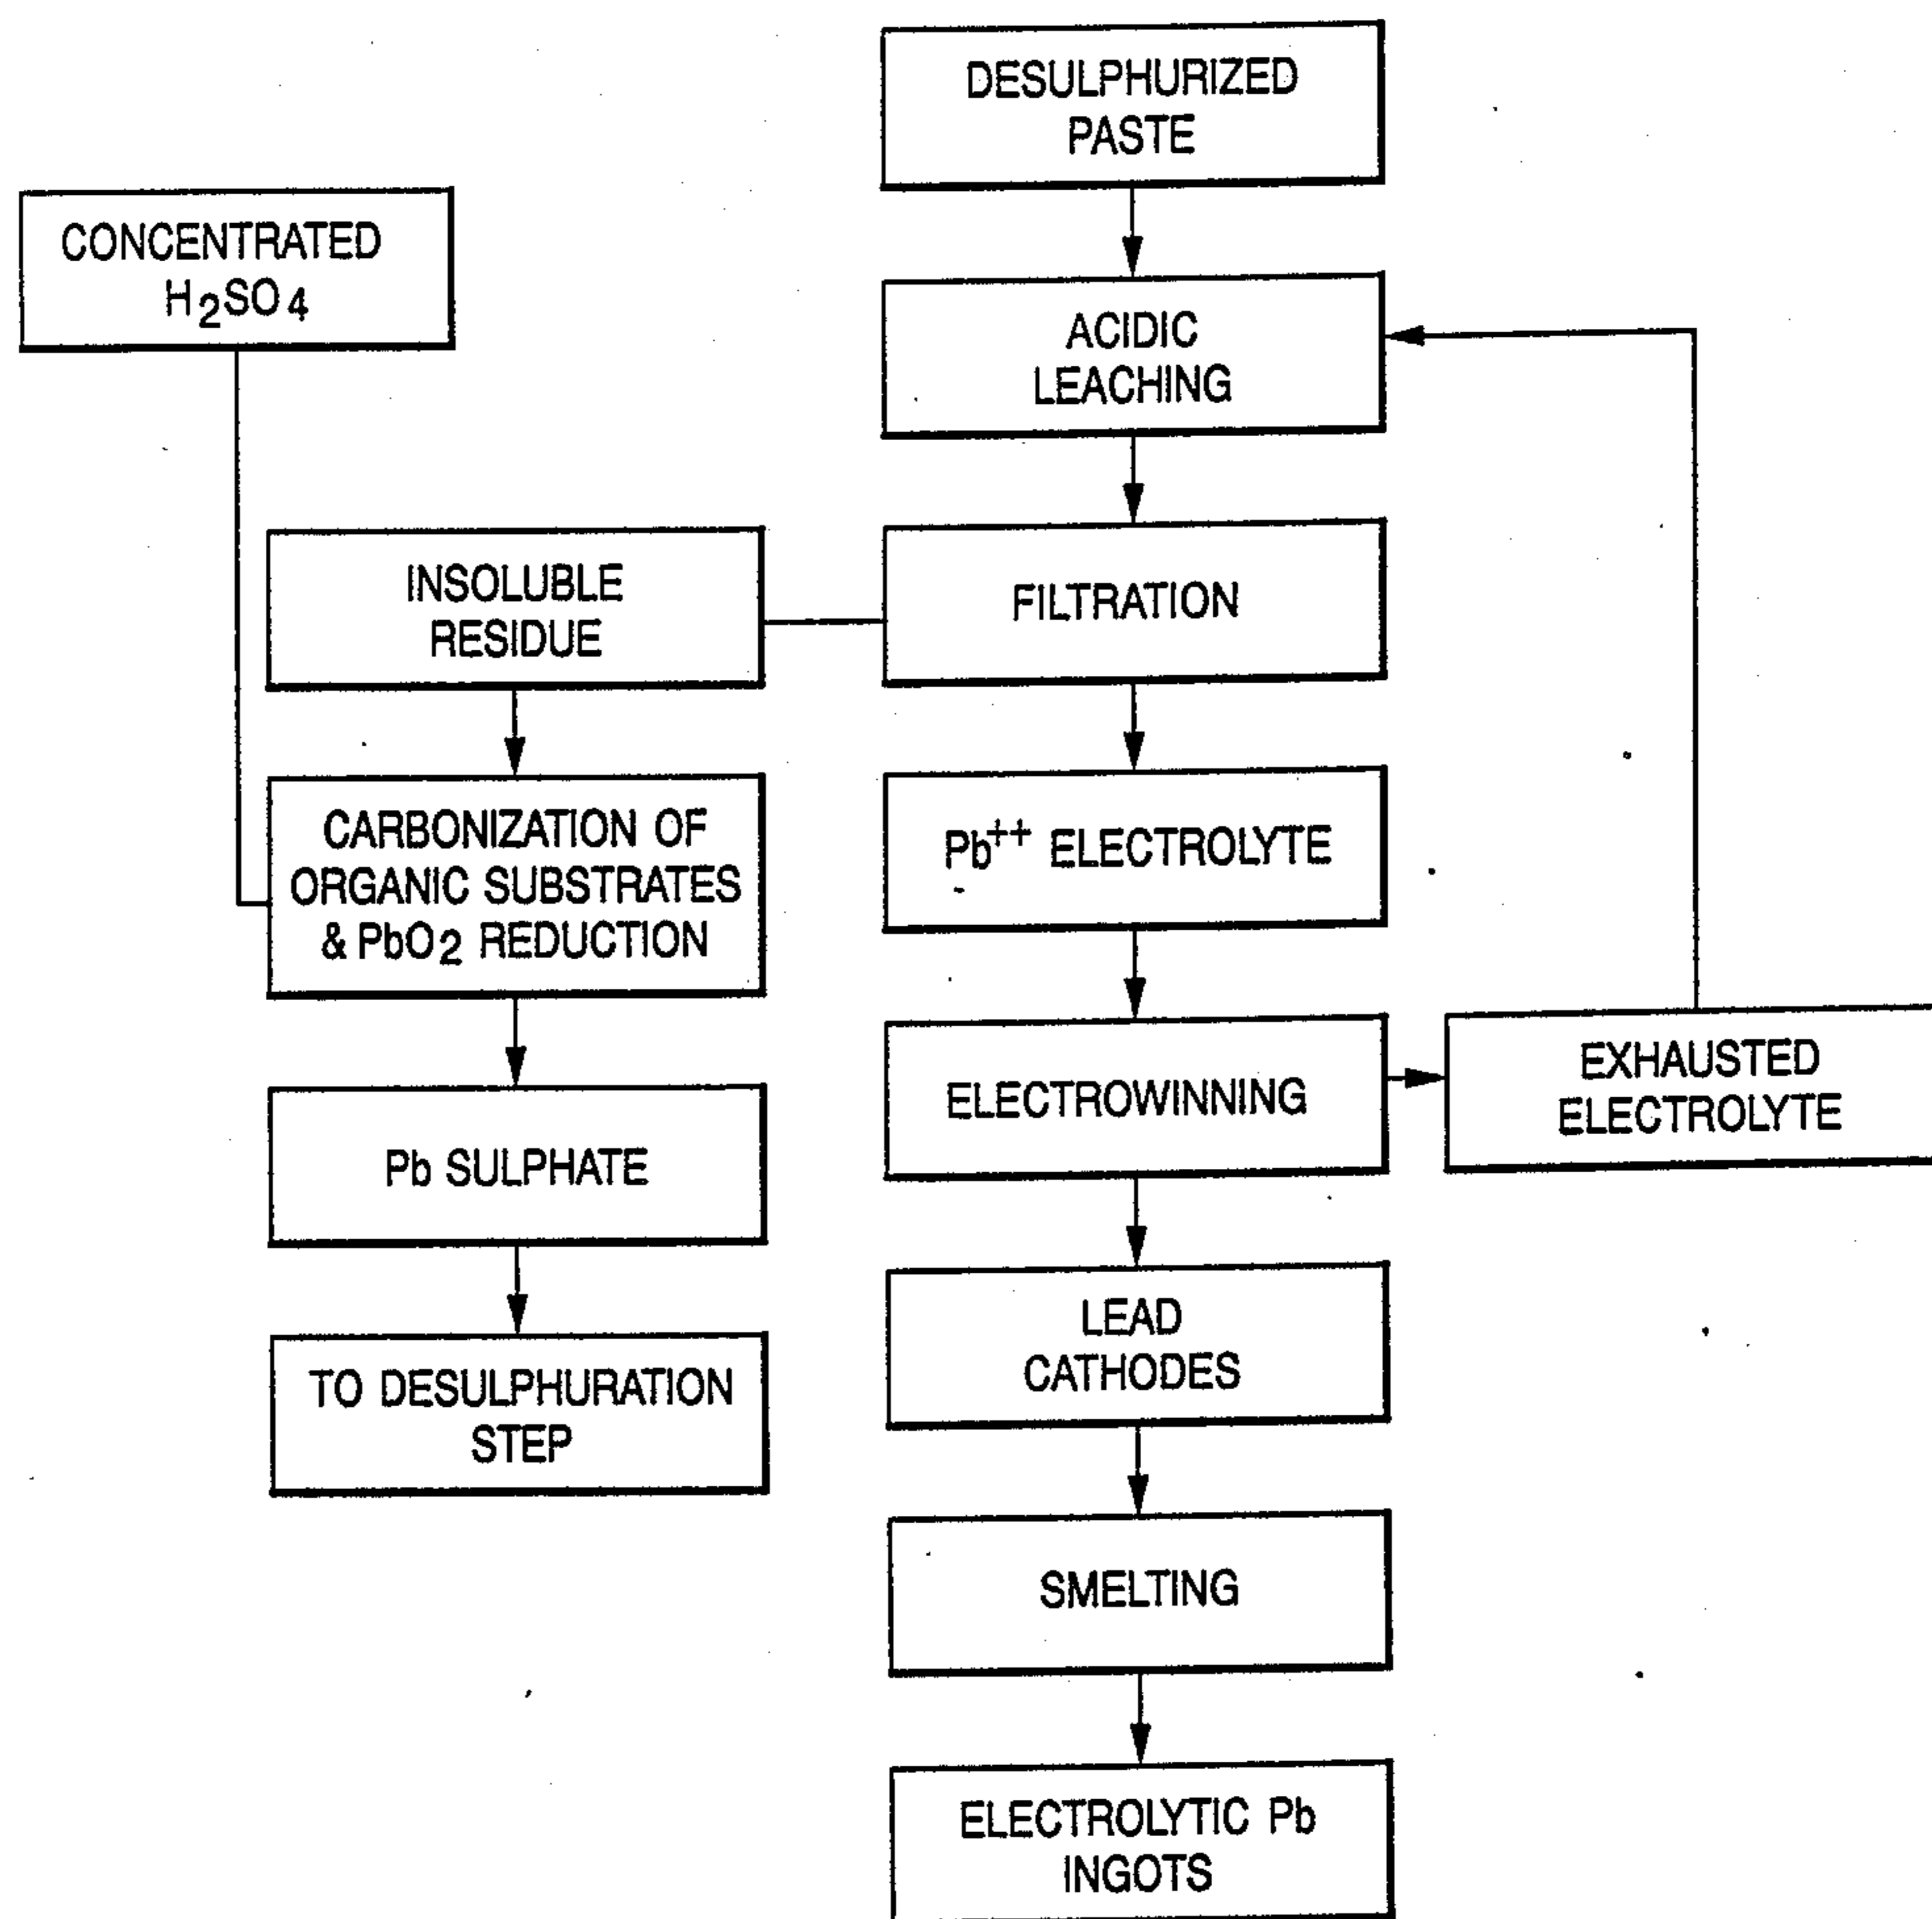 DESULPHURIZED
PASTE
CONCENTRATED
H2SO4
ACIDIC
LEACHING
INSOLUBLE
RESIDUE
FILTRATION
CARBONIZATION OF
ORGANIC SUBSTRATES
& PbO2 REDUCTION
Pb++ ELECTROLYTE
ELECTROWINNING
EXHAUSTED
ELECTROLYTE
Pb SULPHATE
LEAD
CATHODES
TO DESULPHURATION
STEP
SMELTING
ELECTROLYTIC Pb
INGOTS